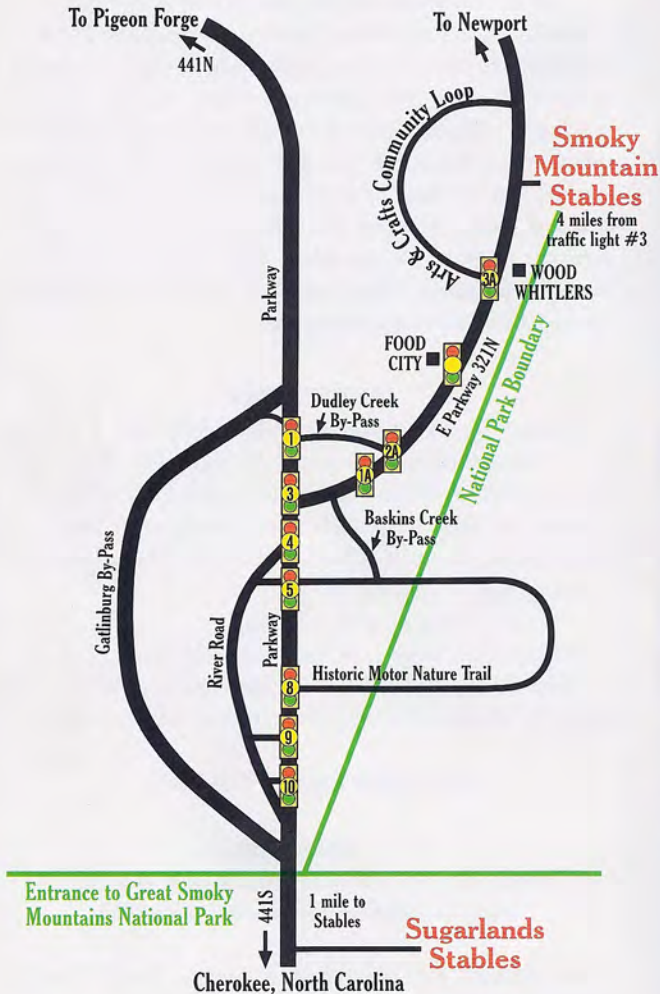 To Pigeon Forge
441N
To Newport
Arts & Crafts Community Loop
Smoky
Mountain
Stables
4 miles from
traffic light #3
3A
WOOD
WHITLERS
Parkway
FOOD
CITY
E Parkway 321N
National Park Boundary
Dudley Creek
By-Pass
1
2A
1A
3
Baskins Creek
By-Pass
4
5
Gatlinburg By-Pass
River Road
Parkway
8
Historic Motor Nature Trail
9
10
Entrance to Great Smoky
Mountains National Park
441S
1 mile to
Stables
Sugarlands
Stables
Cherokee, North Carolina